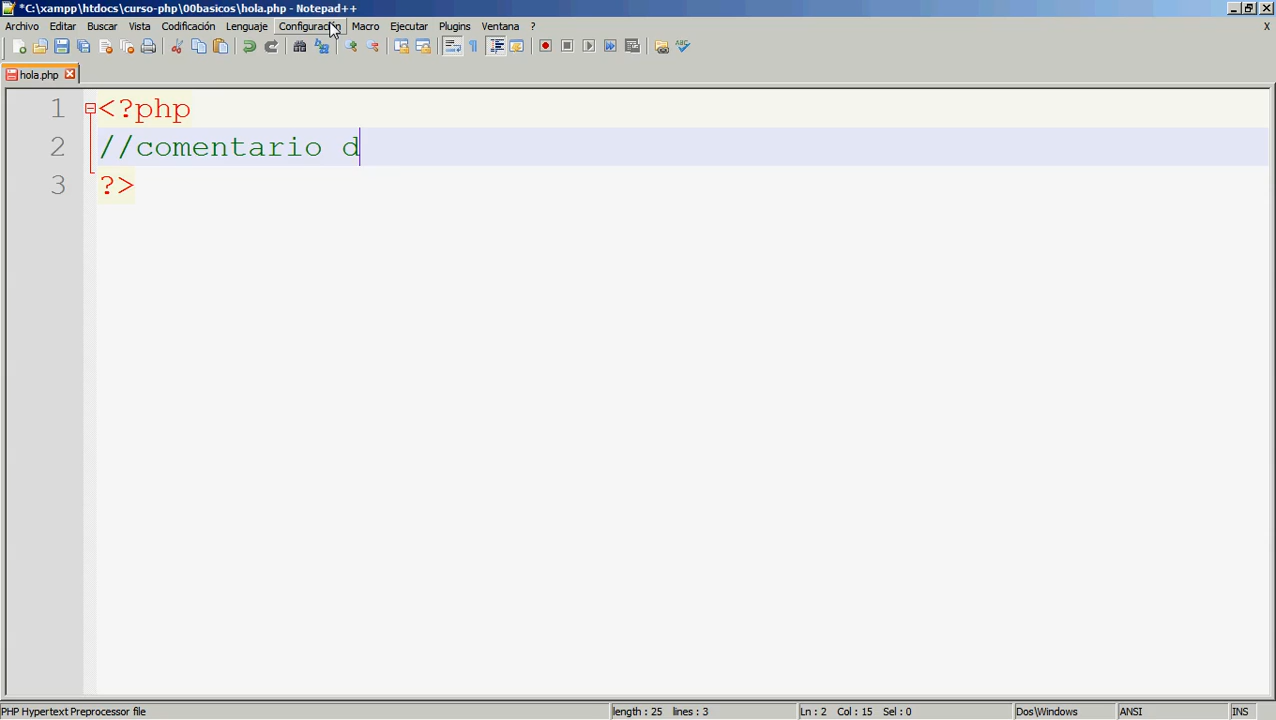 *C:\xampp\htdocs\curso-php\00basicos\hola.php - Notepad++
Archivo Editar Buscar Vista Codificación Lenguaje Configuración Macro Ejecutar Plugins Ventana ? X
hola.php
1 <?php
2 //comentario d
3 ?>
PHP Hypertext Preprocessor file length : 25 lines : 3 Ln : 2 Col : 15 Sel : 0 Dos\Windows ANSI INS